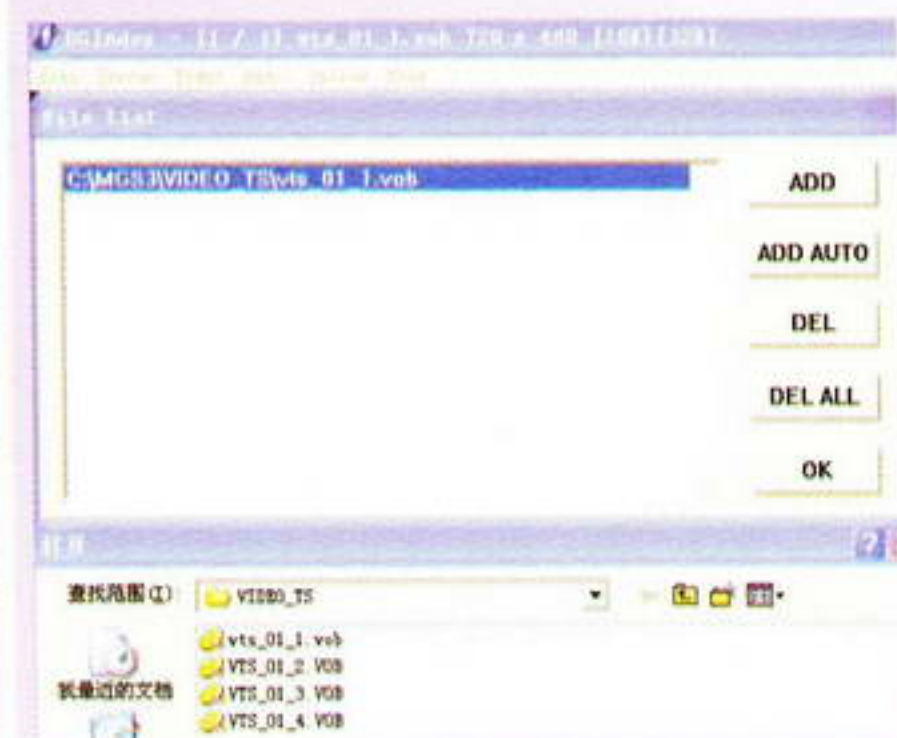 DGIndex - [1 / 1] vts_01_1.vob 720 x 480
File List
C:\MGS3\VIDEO_TS\vts_01_1.vob
ADD
ADD AUTO
DEL
DEL ALL
OK
打开
查找范围(I):
VIDEO_TS
vts_01_1.vob
VTS_01_2.VOB
VTS_01_3.VOB
VTS_01_4.VOB
我最近的文档